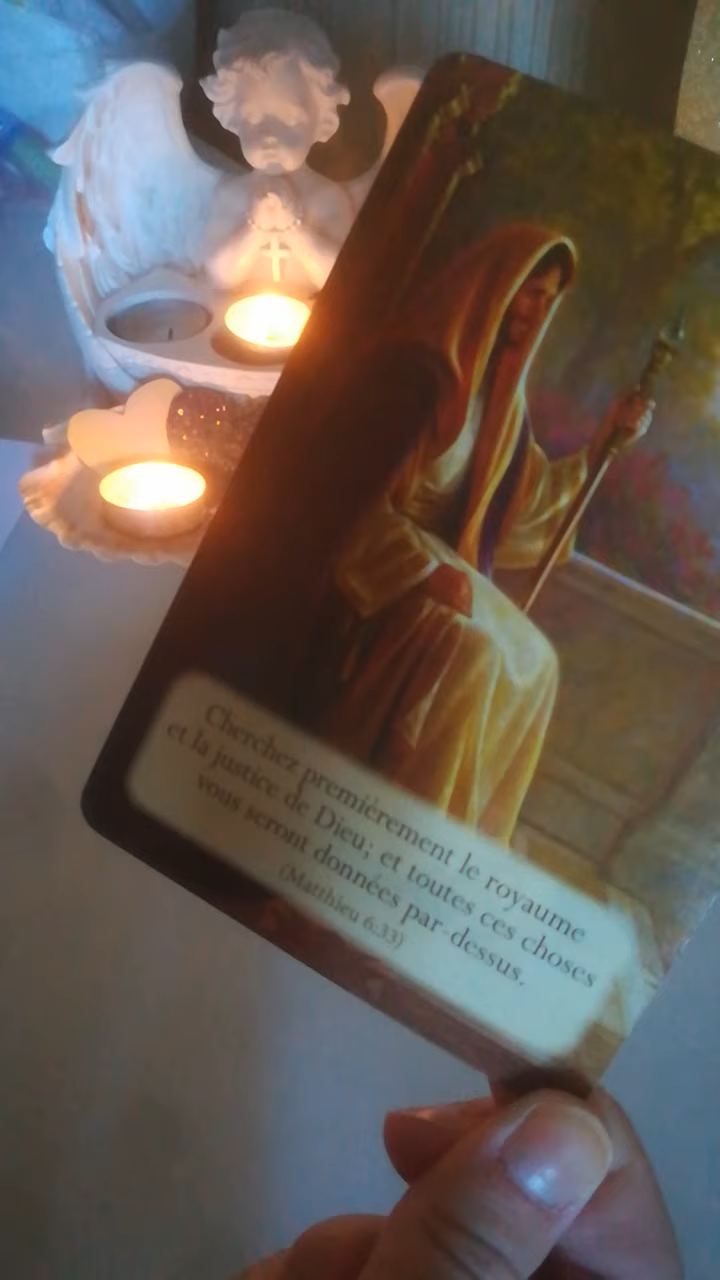 Cherchez premièrement le royaume
et la justice de Dieu; et toutes ces choses
vous seront données par-dessus.
(Matthieu 6:33)